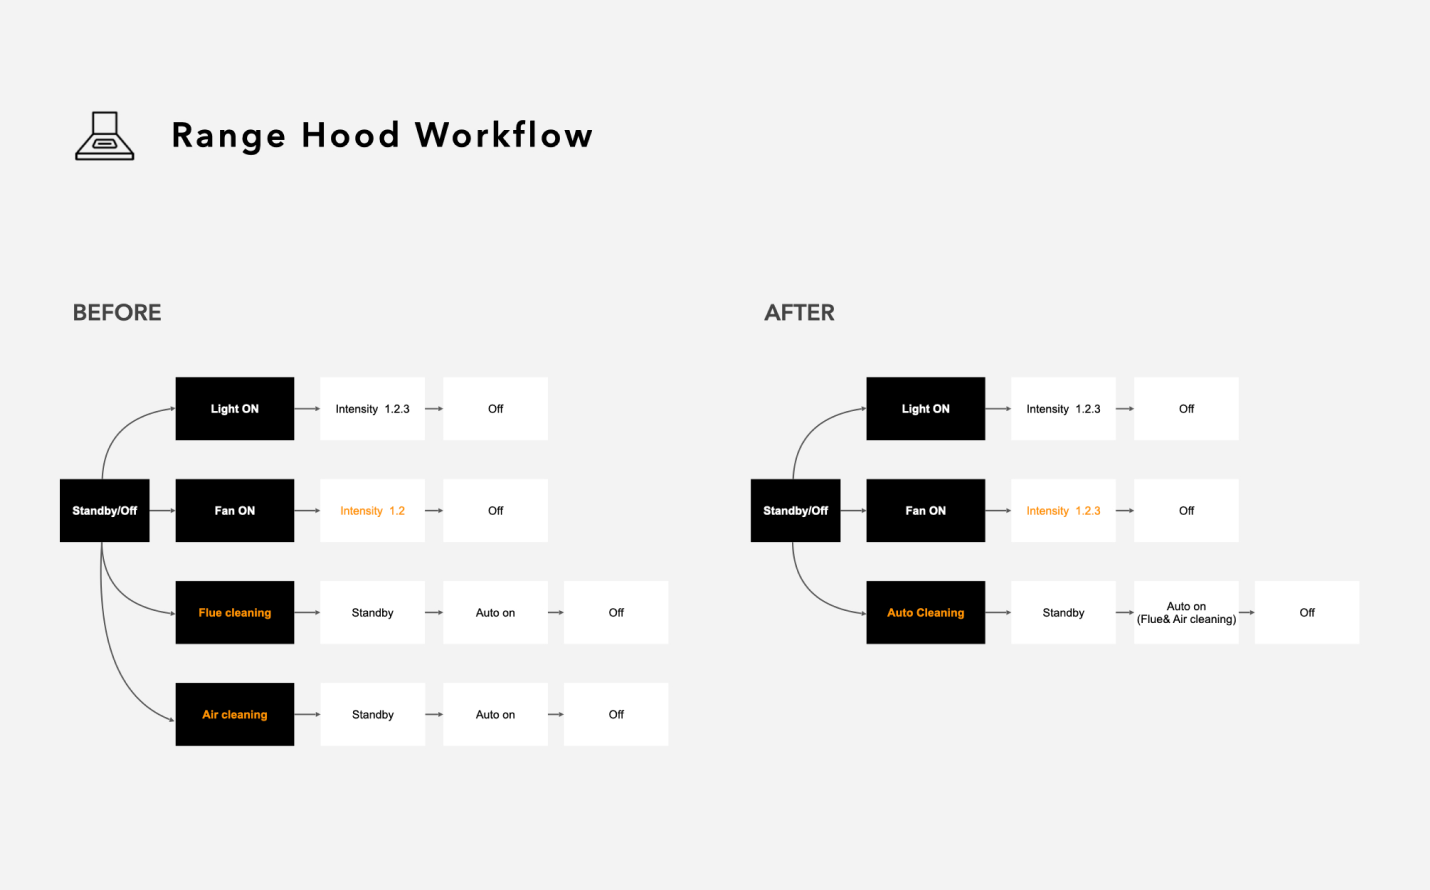 Range Hood Workflow
BEFORE
Light ON
Intensity 1.2.3
Off
Standby/Off
Fan ON
Intensity 1.2
Off
Flue cleaning
Standby
Auto on
Off
Air cleaning
Standby
Auto on
Off
AFTER
Light ON
Intensity 1.2.3
Off
Standby/Off
Fan ON
Intensity 1.2.3
Off
Auto Cleaning
Standby
Auto on
(Flue& Air cleaning)
Off